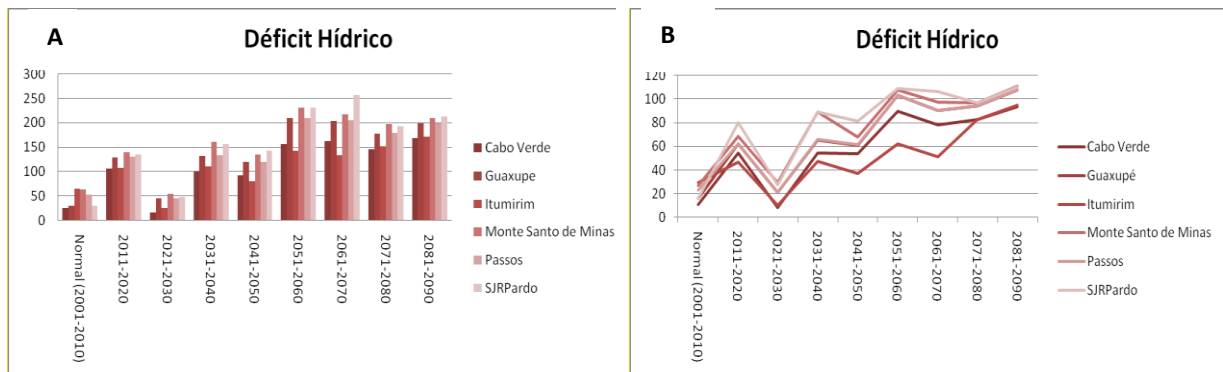 A
Déficit Hídrico
300
250
200
150
100
50
0
Normal (2001-2010)
2011-2020
2021-2030
2031-2040
2041-2050
2051-2060
2061-2070
2071-2080
2081-2090
Cabo Verde
Guaxupe
Itumirim
Monte Santo de Minas
Passos
SJRPardo
B
Déficit Hídrico
120
100
80
60
40
20
0
Normal (2001-2010)
2011-2020
2021-2030
2031-2040
2041-2050
2051-2060
2061-2070
2071-2080
2081-2090
Cabo Verde
Guaxupé
Itumirim
Monte Santo de Minas
Passos
SJRPardo